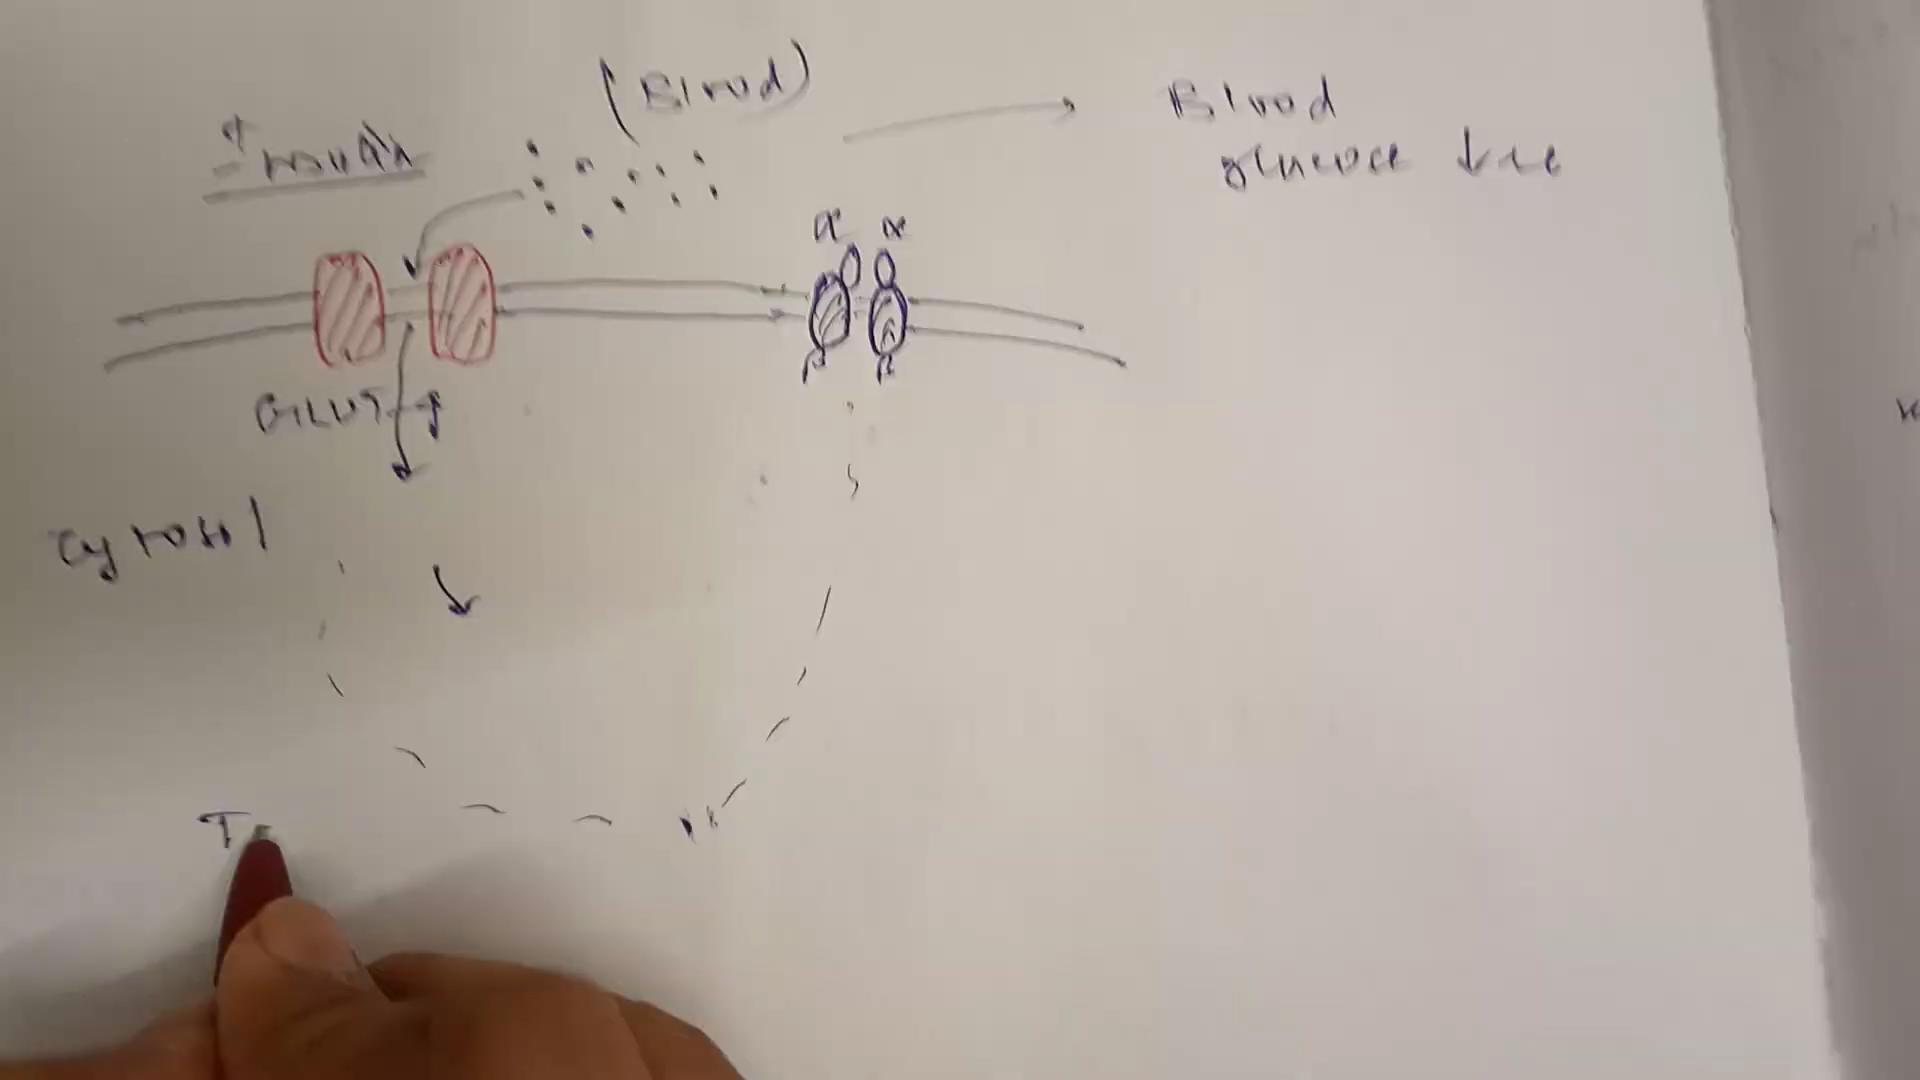 (Blood)
Insulin
Blood
glucose ↓se
α α
β β
GLUT-4
Cytosol
T